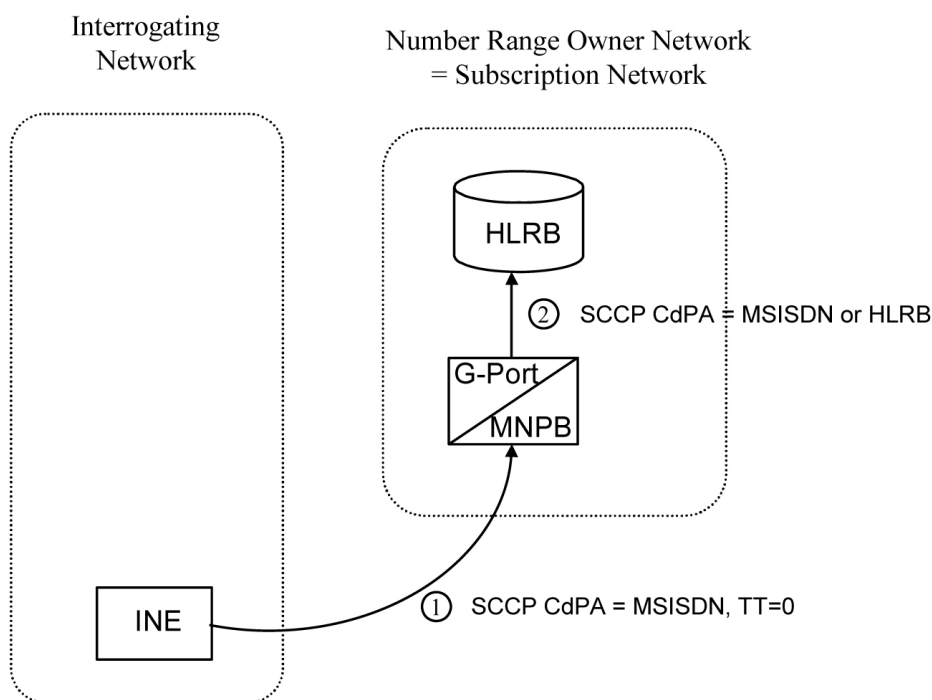 Interrogating
Network
Number Range Owner Network
= Subscription Network
HLRB
2 SCCP CdPA = MSISDN or HLRB
G-Port
MNPB
INE
1 SCCP CdPA = MSISDN, TT=0